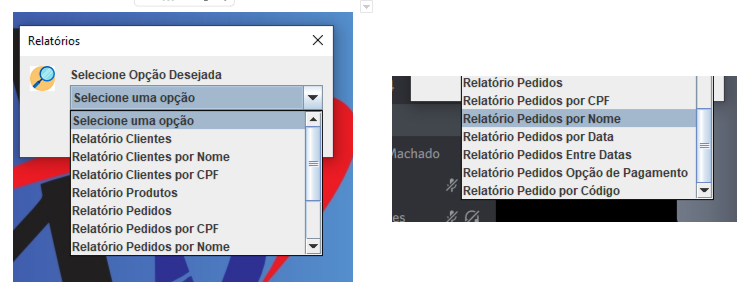 Relatórios
Selecione Opção Desejada
Selecione uma opção
Selecione uma opção
Relatório Clientes
Relatório Clientes por Nome
Relatório Clientes por CPF
Relatório Produtos
Relatório Pedidos
Relatório Pedidos por CPF
Relatório Pedidos por Nome
Relatório Pedidos
Relatório Pedidos por CPF
Relatório Pedidos por Nome
Relatório Pedidos por Data
Machado
Relatório Pedidos Entre Datas
Relatório Pedidos Opção de Pagamento
Relatório Pedido por Código
es